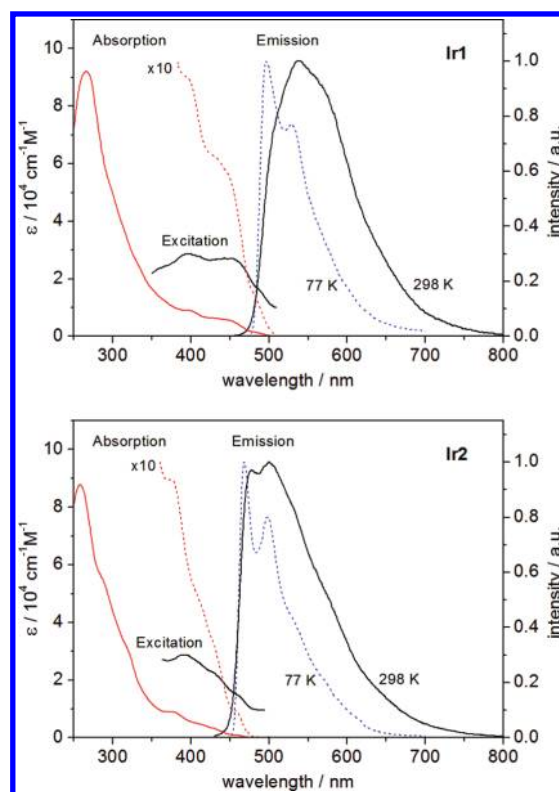 Absorption Emission Ir1
x10
Excitation
77 K 298 K
ε / 10⁴ cm⁻¹M⁻¹
10
8
6
4
2
0
intensity / a.u.
1.0
0.8
0.6
0.4
0.2
0.0
300 400 500 600 700 800
wavelength / nm
Absorption Emission Ir2
x10
Excitation
77 K 298 K
ε / 10⁴ cm⁻¹M⁻¹
10
8
6
4
2
0
intensity / a.u.
1.0
0.8
0.6
0.4
0.2
0.0
300 400 500 600 700 800
wavelength / nm